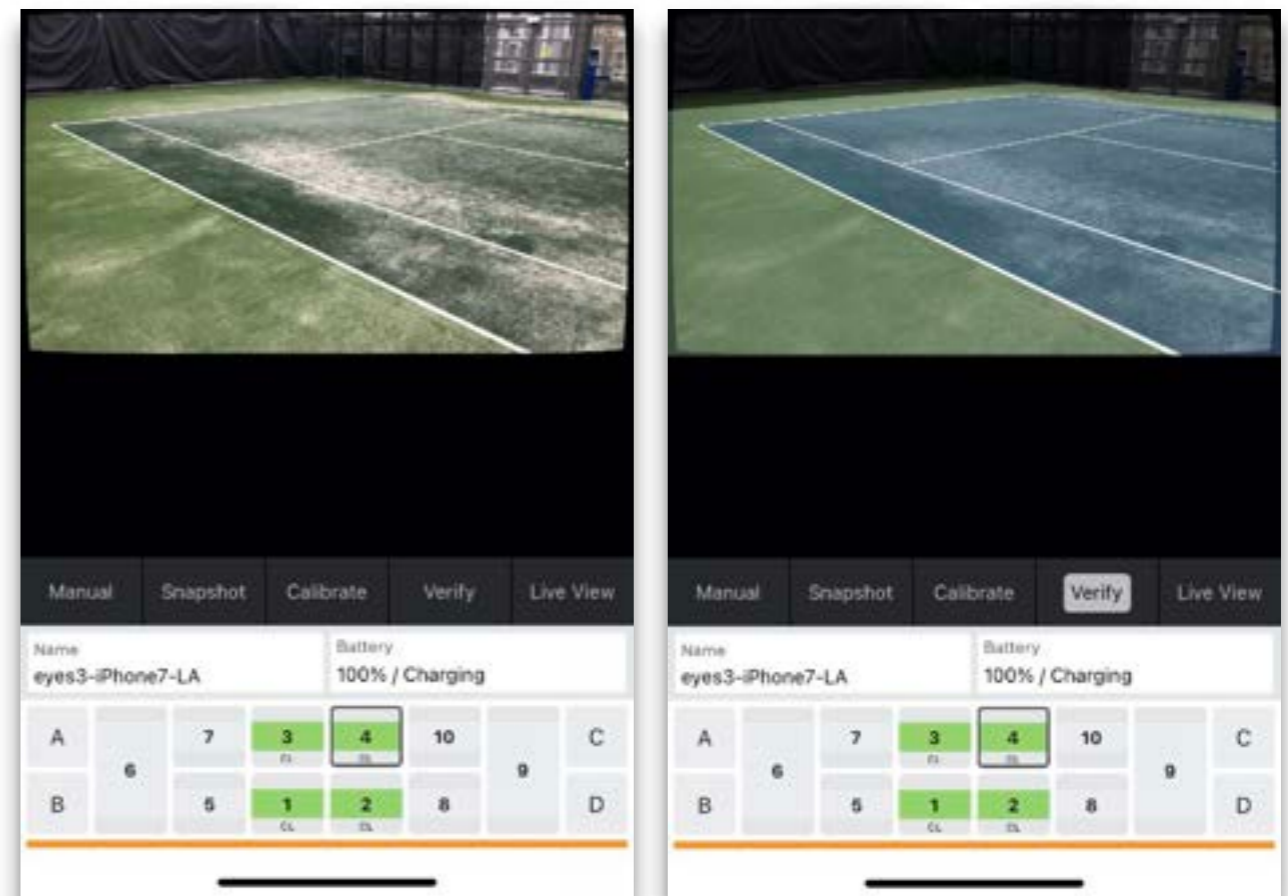 Manual Snapshot Calibrate Verify Live View
Name
eyes3-iPhone7-LA
Battery
100% / Charging
A 7 3 4 10 C
6 9
B 5 1 2 8 D
CL
Manual Snapshot Calibrate Verify Live View
Name
eyes3-iPhone7-LA
Battery
100% / Charging
A 7 3 4 10 C
6 9
B 5 1 2 8 D
CL